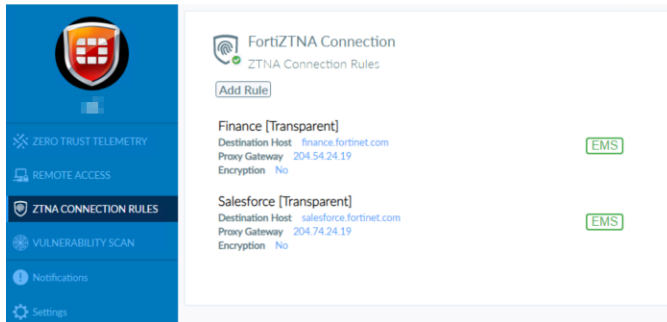 FortiZTNA Connection
ZTNA Connection Rules
Add Rule
ZERO TRUST TELEMETRY
REMOTE ACCESS
ZTNA CONNECTION RULES
VULNERABILITY SCAN
Notifications
Settings
Finance [Transparent]
Destination Host finance.fortinet.com
Proxy Gateway 204.54.24.19
Encryption No
EMS
Salesforce [Transparent]
Destination Host salesforce.fortinet.com
Proxy Gateway 204.74.24.19
Encryption No
EMS